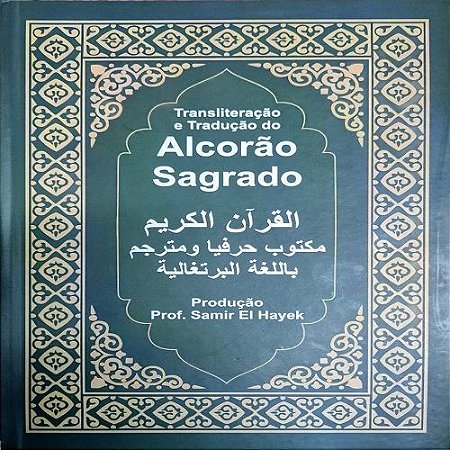 Transliteração
e Tradução do
Alcorão
Sagrado
القرآن الكريم
مكتوب حرفيا ومترجم
باللغة البرتغالية
Produção
Prof. Samir El Hayek